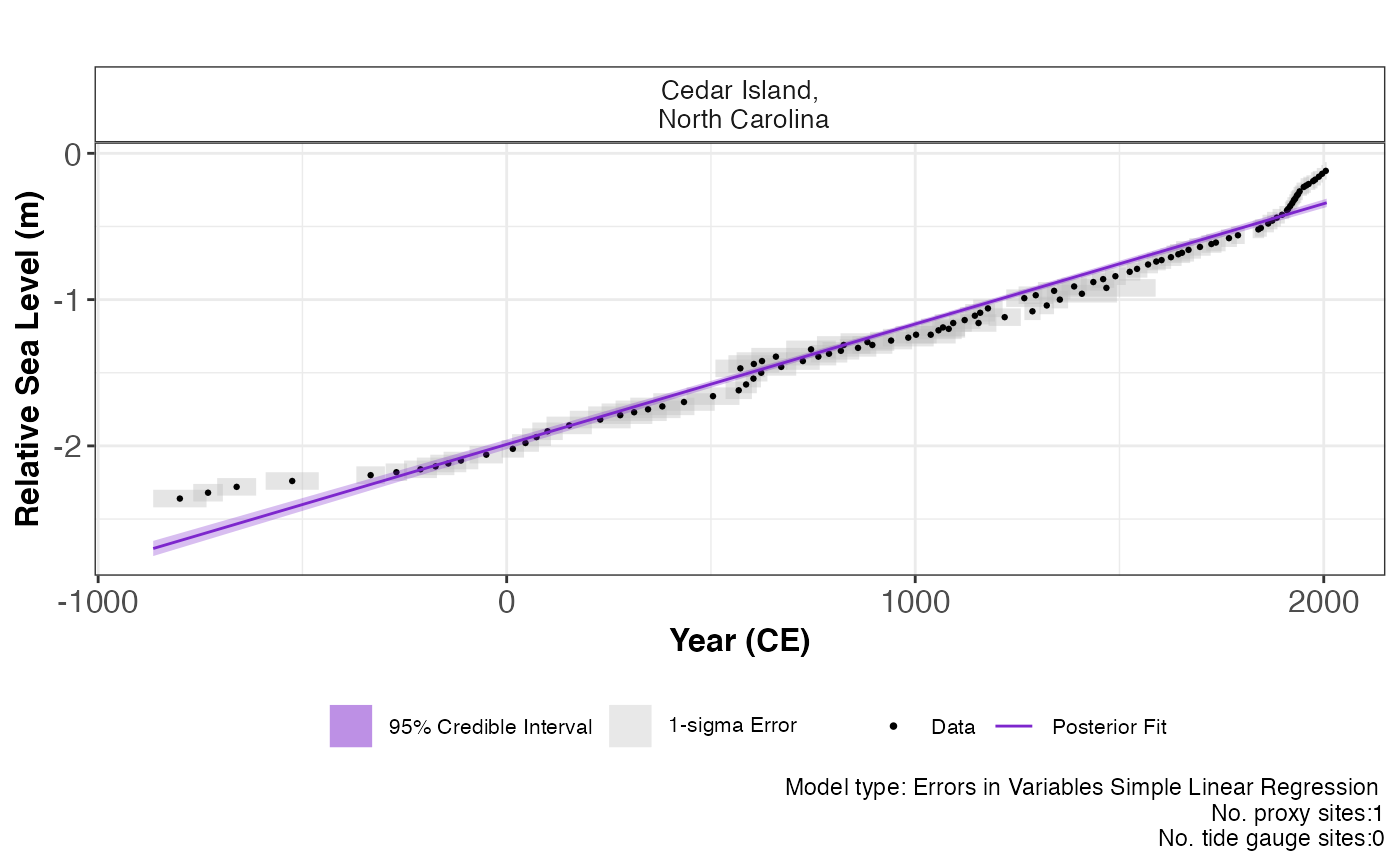 Cedar Island,
North Carolina
Relative Sea Level (m)
0
-1
-2
-1000
0
1000
2000
Year (CE)
95% Credible Interval
1-sigma Error
Data
Posterior Fit
Model type: Errors in Variables Simple Linear Regression
No. proxy sites:1
No. tide gauge sites:0